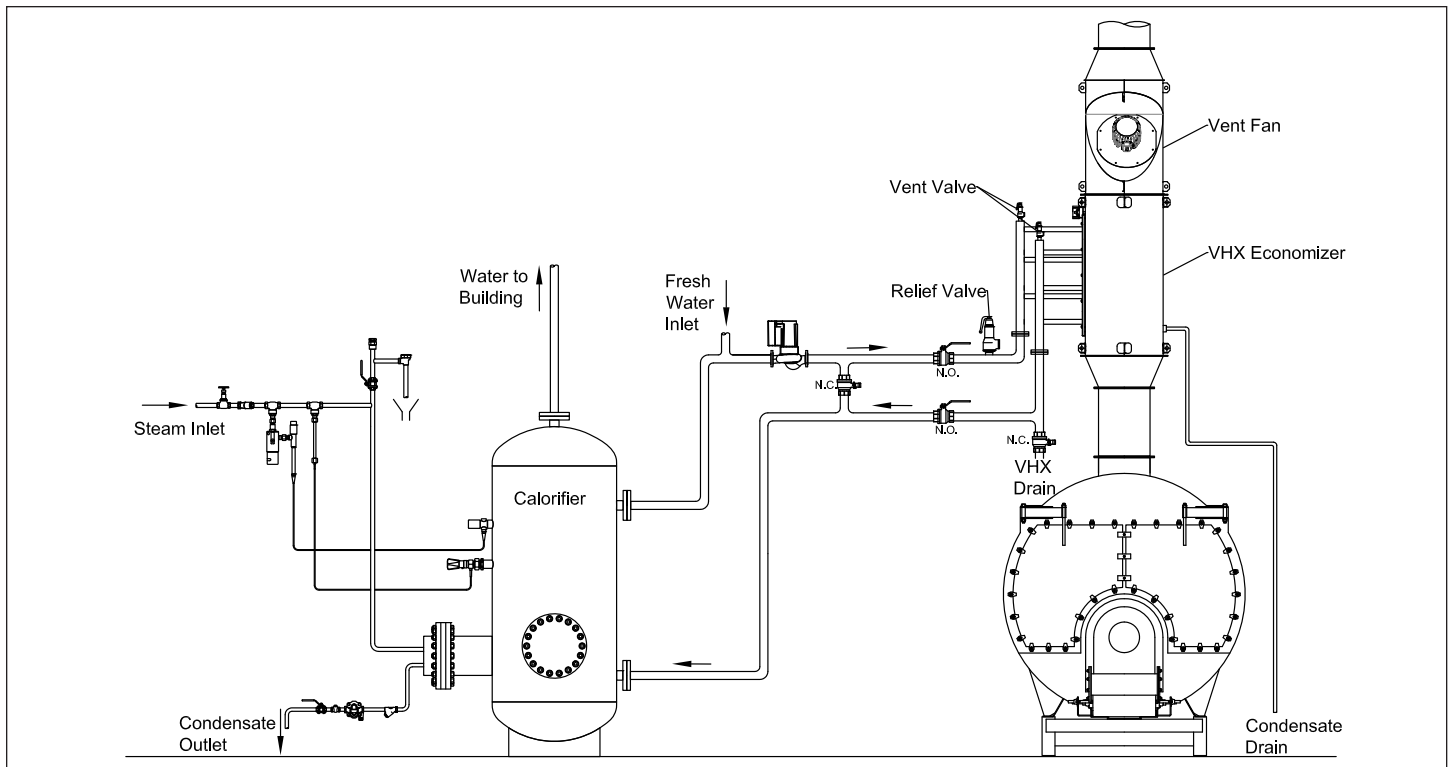 Vent Fan
Vent Valve
VHX Economizer
Water to
Building
Fresh
Water
Inlet
Relief Valve
N.O.
N.C.
Steam Inlet
N.O.
N.C.
VHX
Drain
Calorifier
Condensate
Outlet
Condensate
Drain